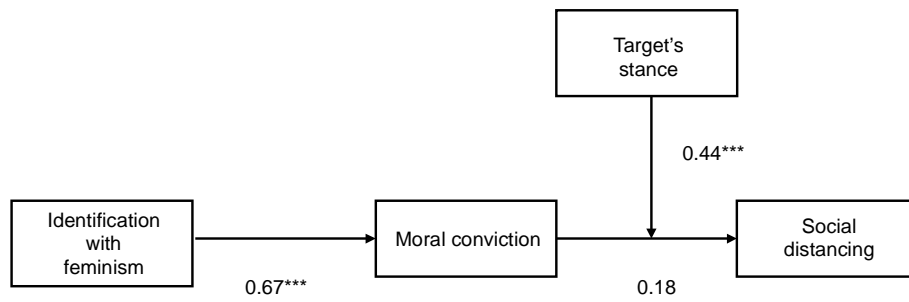 Target's
stance
0.44***
Identification
with
feminism
Moral conviction
Social
distancing
0.67***
0.18